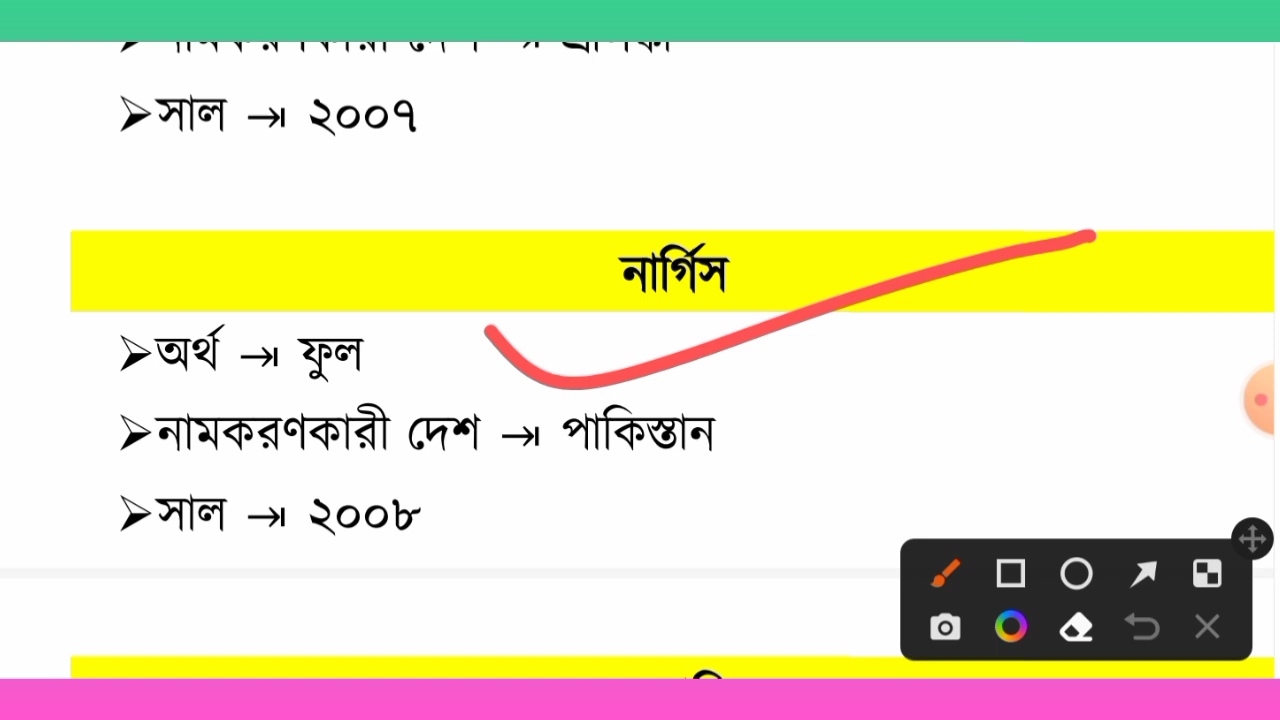 ➢সাল → ২০০৭
নার্গিস
➢অর্থ → ফুল
➢নামকরণকারী দেশ → পাকিস্তান
➢সাল → ২০০৮